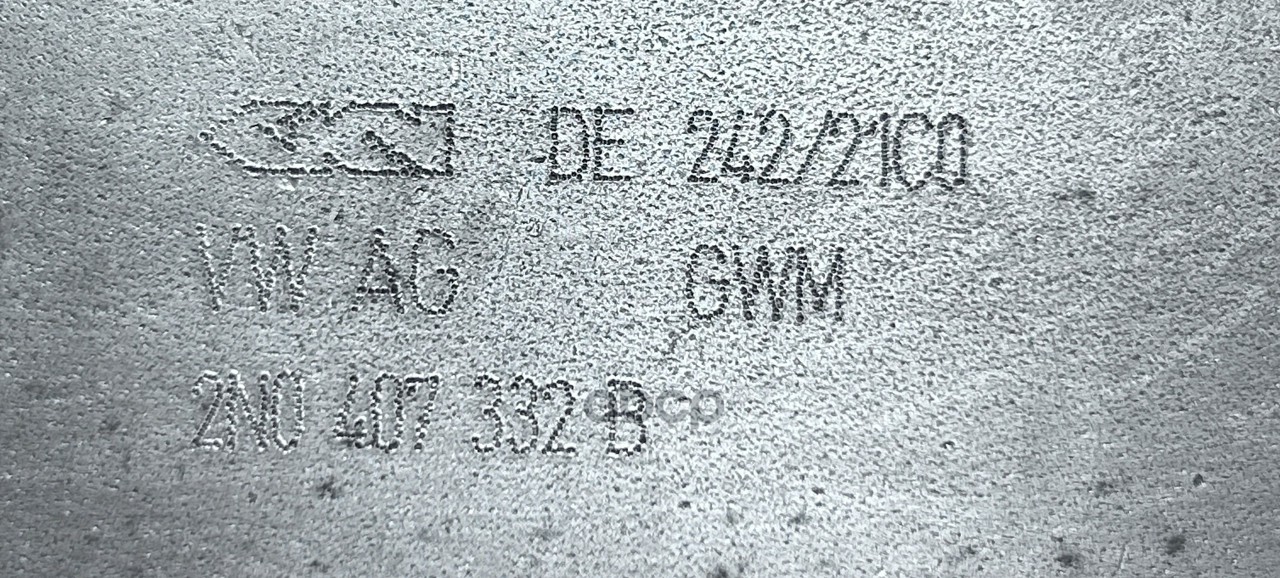 DE 242/21C0
VW AG GWM
2N0 407 332 B